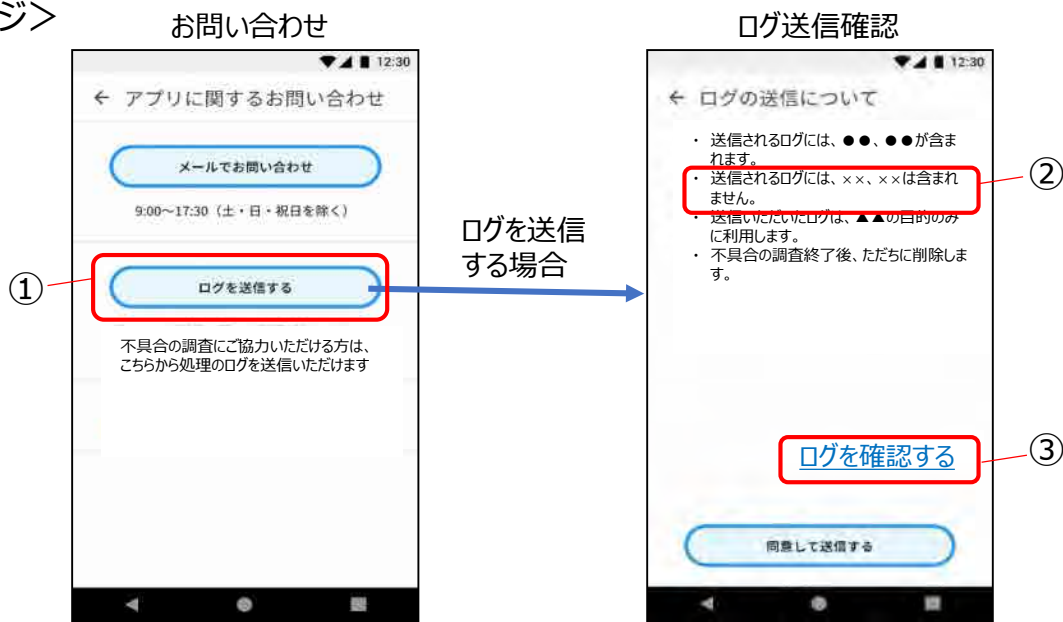 ジ＞
お問い合わせ
12:30
← アプリに関するお問い合わせ
メールでお問い合わせ
9:00～17:30（土・日・祝日を除く）
①
ログを送信する
不具合の調査にご協力いただける方は、
こちらから処理のログを送信いただけます
ログを送信
する場合
ログ送信確認
12:30
← ログの送信について
・ 送信されるログには、●●、●●が含ま
れます。
・ 送信されるログには、××、××は含まれ
ません。
②
・ 送信いただいたログは、▲▲の目的のみ
に利用します。
・ 不具合の調査終了後、ただちに削除しま
す。
ログを確認する
③
同意して送信する